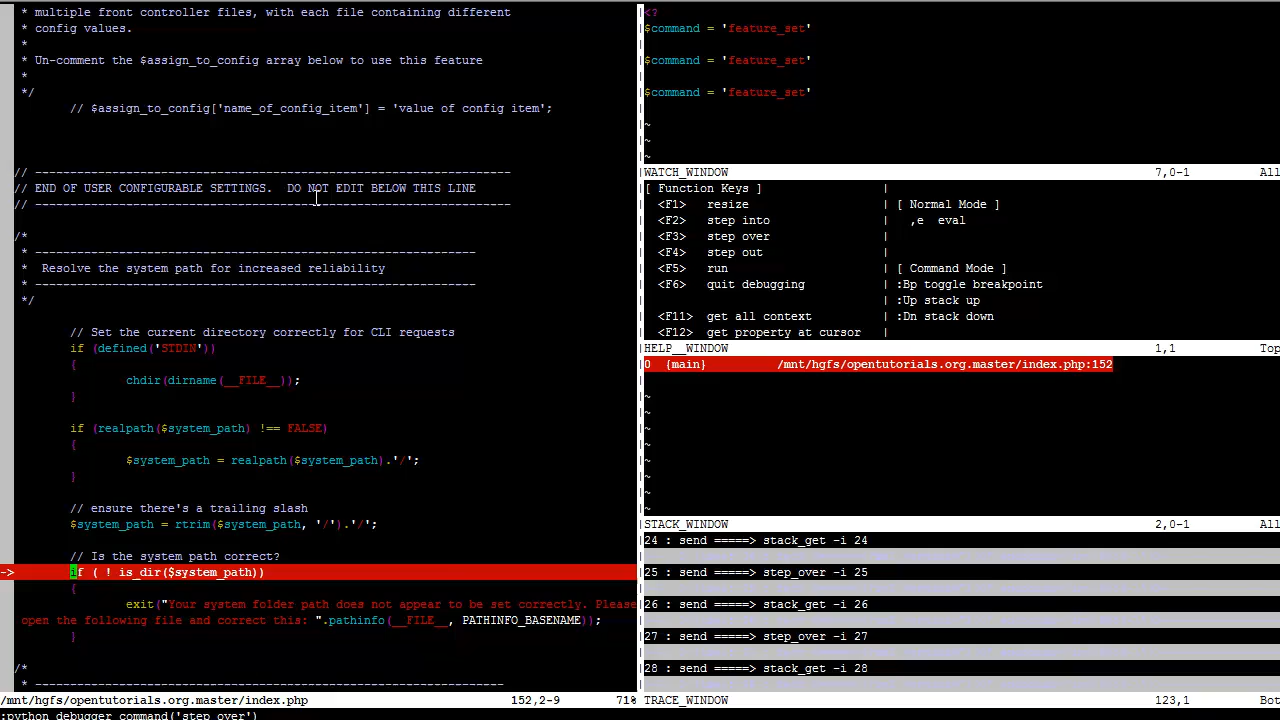 * multiple front controller files, with each file containing different
 * config values.
 *
 * Un-comment the $assign_to_config array below to use this feature
 *
 */
// $assign_to_config['name_of_config_item'] = 'value of config item';
// --------------------------------------------------------------------
// END OF USER CONFIGURABLE SETTINGS.  DO NOT EDIT BELOW THIS LINE
// --------------------------------------------------------------------
/*
 * ---------------------------------------------------------------
 *  Resolve the system path for increased reliability
 * ---------------------------------------------------------------
 */
// Set the current directory correctly for CLI requests
if (defined('STDIN'))
{
chdir(dirname(__FILE__));
}
if (realpath($system_path) !== FALSE)
{
$system_path = realpath($system_path).'/';
}
// ensure there's a trailing slash
$system_path = rtrim($system_path, '/').'/';
// Is the system path correct?
-> if ( ! is_dir($system_path))
{
exit("Your system folder path does not appear to be set correctly. Please
open the following file and correct this: ".pathinfo(__FILE__, PATHINFO_BASENAME));
}
/*
 * -------------------------------------------------------------------
/mnt/hgfs/opentutorials.org.master/index.php 152,2-9 71%
:python debugger_command('step_over')
<?
$command = 'feature_set'
$command = 'feature_set'
$command = 'feature_set'
~
~
~
WATCH_WINDOW 7,0-1 All
[ Function Keys ] |
<F1> resize | [ Normal Mode ]
<F2> step into | ,e eval
<F3> step over |
<F4> step out |
<F5> run | [ Command Mode ]
<F6> quit debugging | :Bp toggle breakpoint
| :Up stack up
<F11> get all context | :Dn stack down
<F12> get property at cursor |
HELP__WINDOW 1,1 Top
0 {main} /mnt/hgfs/opentutorials.org.master/index.php:152
~
~
~
~
~
~
~
~
STACK_WINDOW 2,0-1 All
24 : send =====> stack_get -i 24
25 : send =====> step_over -i 25
26 : send =====> stack_get -i 26
27 : send =====> step_over -i 27
28 : send =====> stack_get -i 28
TRACE_WINDOW 123,1 Bot